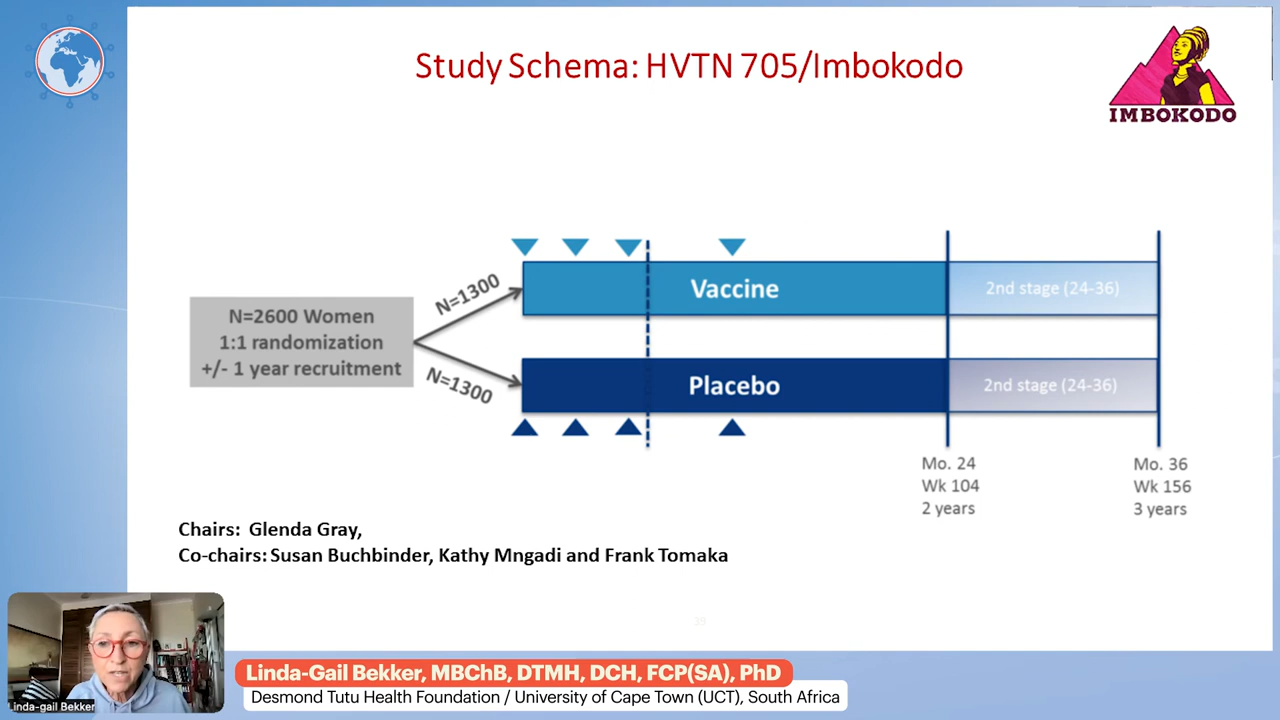 Study Schema: HVTN 705/Imbokodo
IMBOKODO
N=2600 Women
1:1 randomization
+/- 1 year recruitment
N=1300
N=1300
Vaccine
2nd stage (24-36)
Placebo
2nd stage (24-36)
Mo. 24
Wk 104
2 years
Mo. 36
Wk 156
3 years
Chairs: Glenda Gray,
Co-chairs: Susan Buchbinder, Kathy Mngadi and Frank Tomaka
39
Linda-gail Bekker
Linda-Gail Bekker, MBChB, DTMH, DCH, FCP(SA), PhD
Desmond Tutu Health Foundation / University of Cape Town (UCT), South Africa